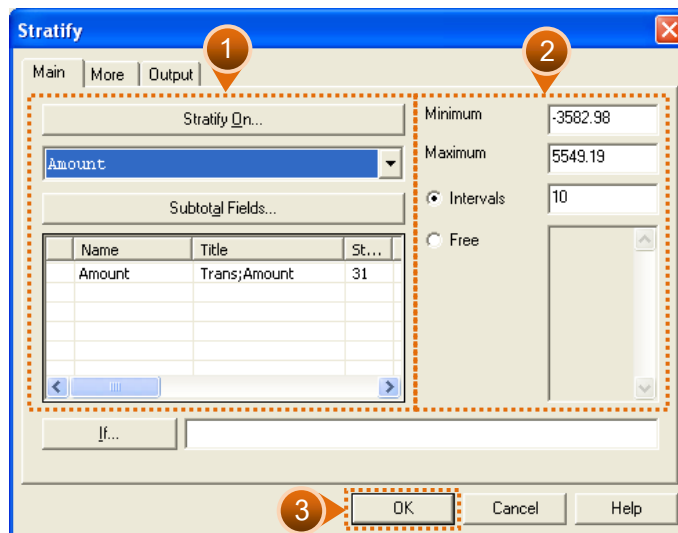 Stratify
1
2
Main More Output
Stratify On...
Amount
Subtotal Fields...
Name Title St...
Amount Trans;Amount 31
Minimum -3582.98
Maximum 5549.19
Intervals 10
Free
If...
3
OK Cancel Help